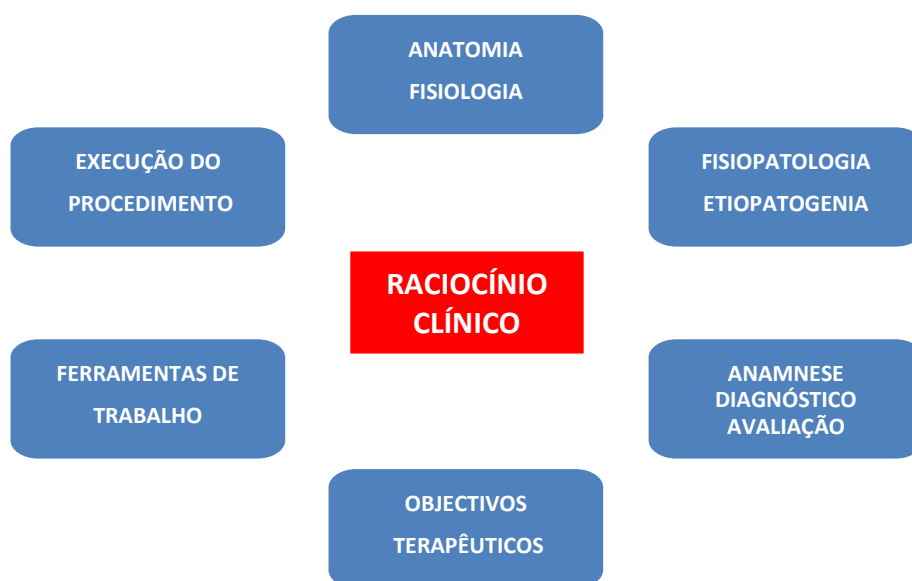 ANATOMIA
FISIOLOGIA
EXECUÇÃO DO
PROCEDIMENTO
FISIOPATOLOGIA
ETIOPATOGENIA
RACIOCÍNIO
CLÍNICO
FERRAMENTAS DE
TRABALHO
ANAMNESE
DIAGNÓSTICO
AVALIAÇÃO
OBJECTIVOS
TERAPÊUTICOS